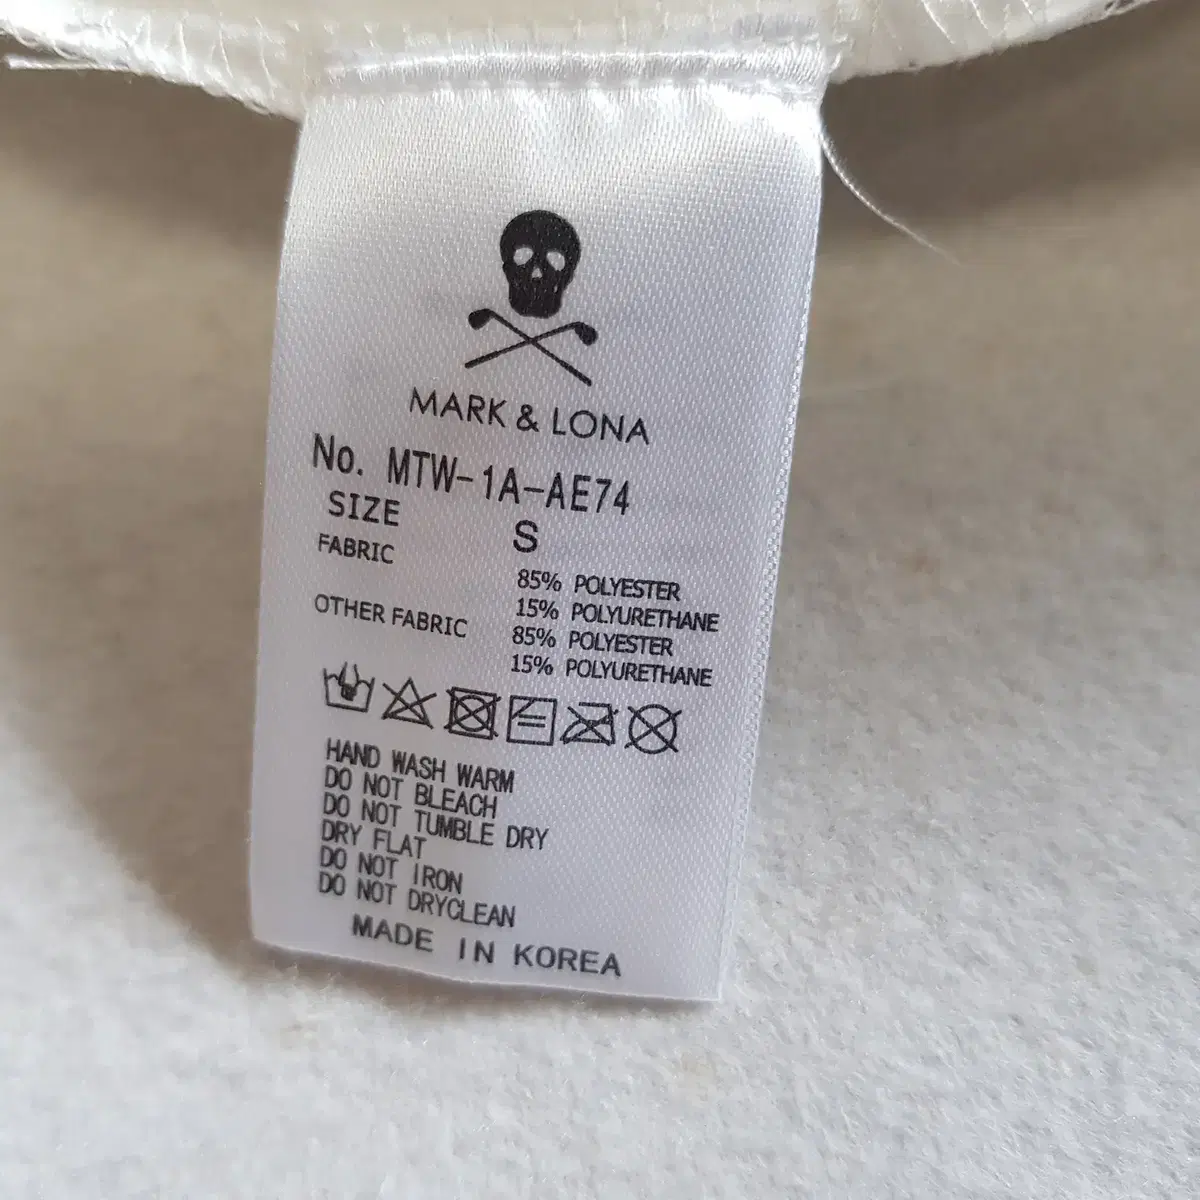 MARK & LONA
No. MTW-1A-AE74
SIZE S
FABRIC 85% POLYESTER
15% POLYURETHANE
OTHER FABRIC 85% POLYESTER
15% POLYURETHANE
HAND WASH WARM
DO NOT BLEACH
DO NOT TUMBLE DRY
DRY FLAT
DO NOT IRON
DO NOT DRYCLEAN
MADE IN KOREA